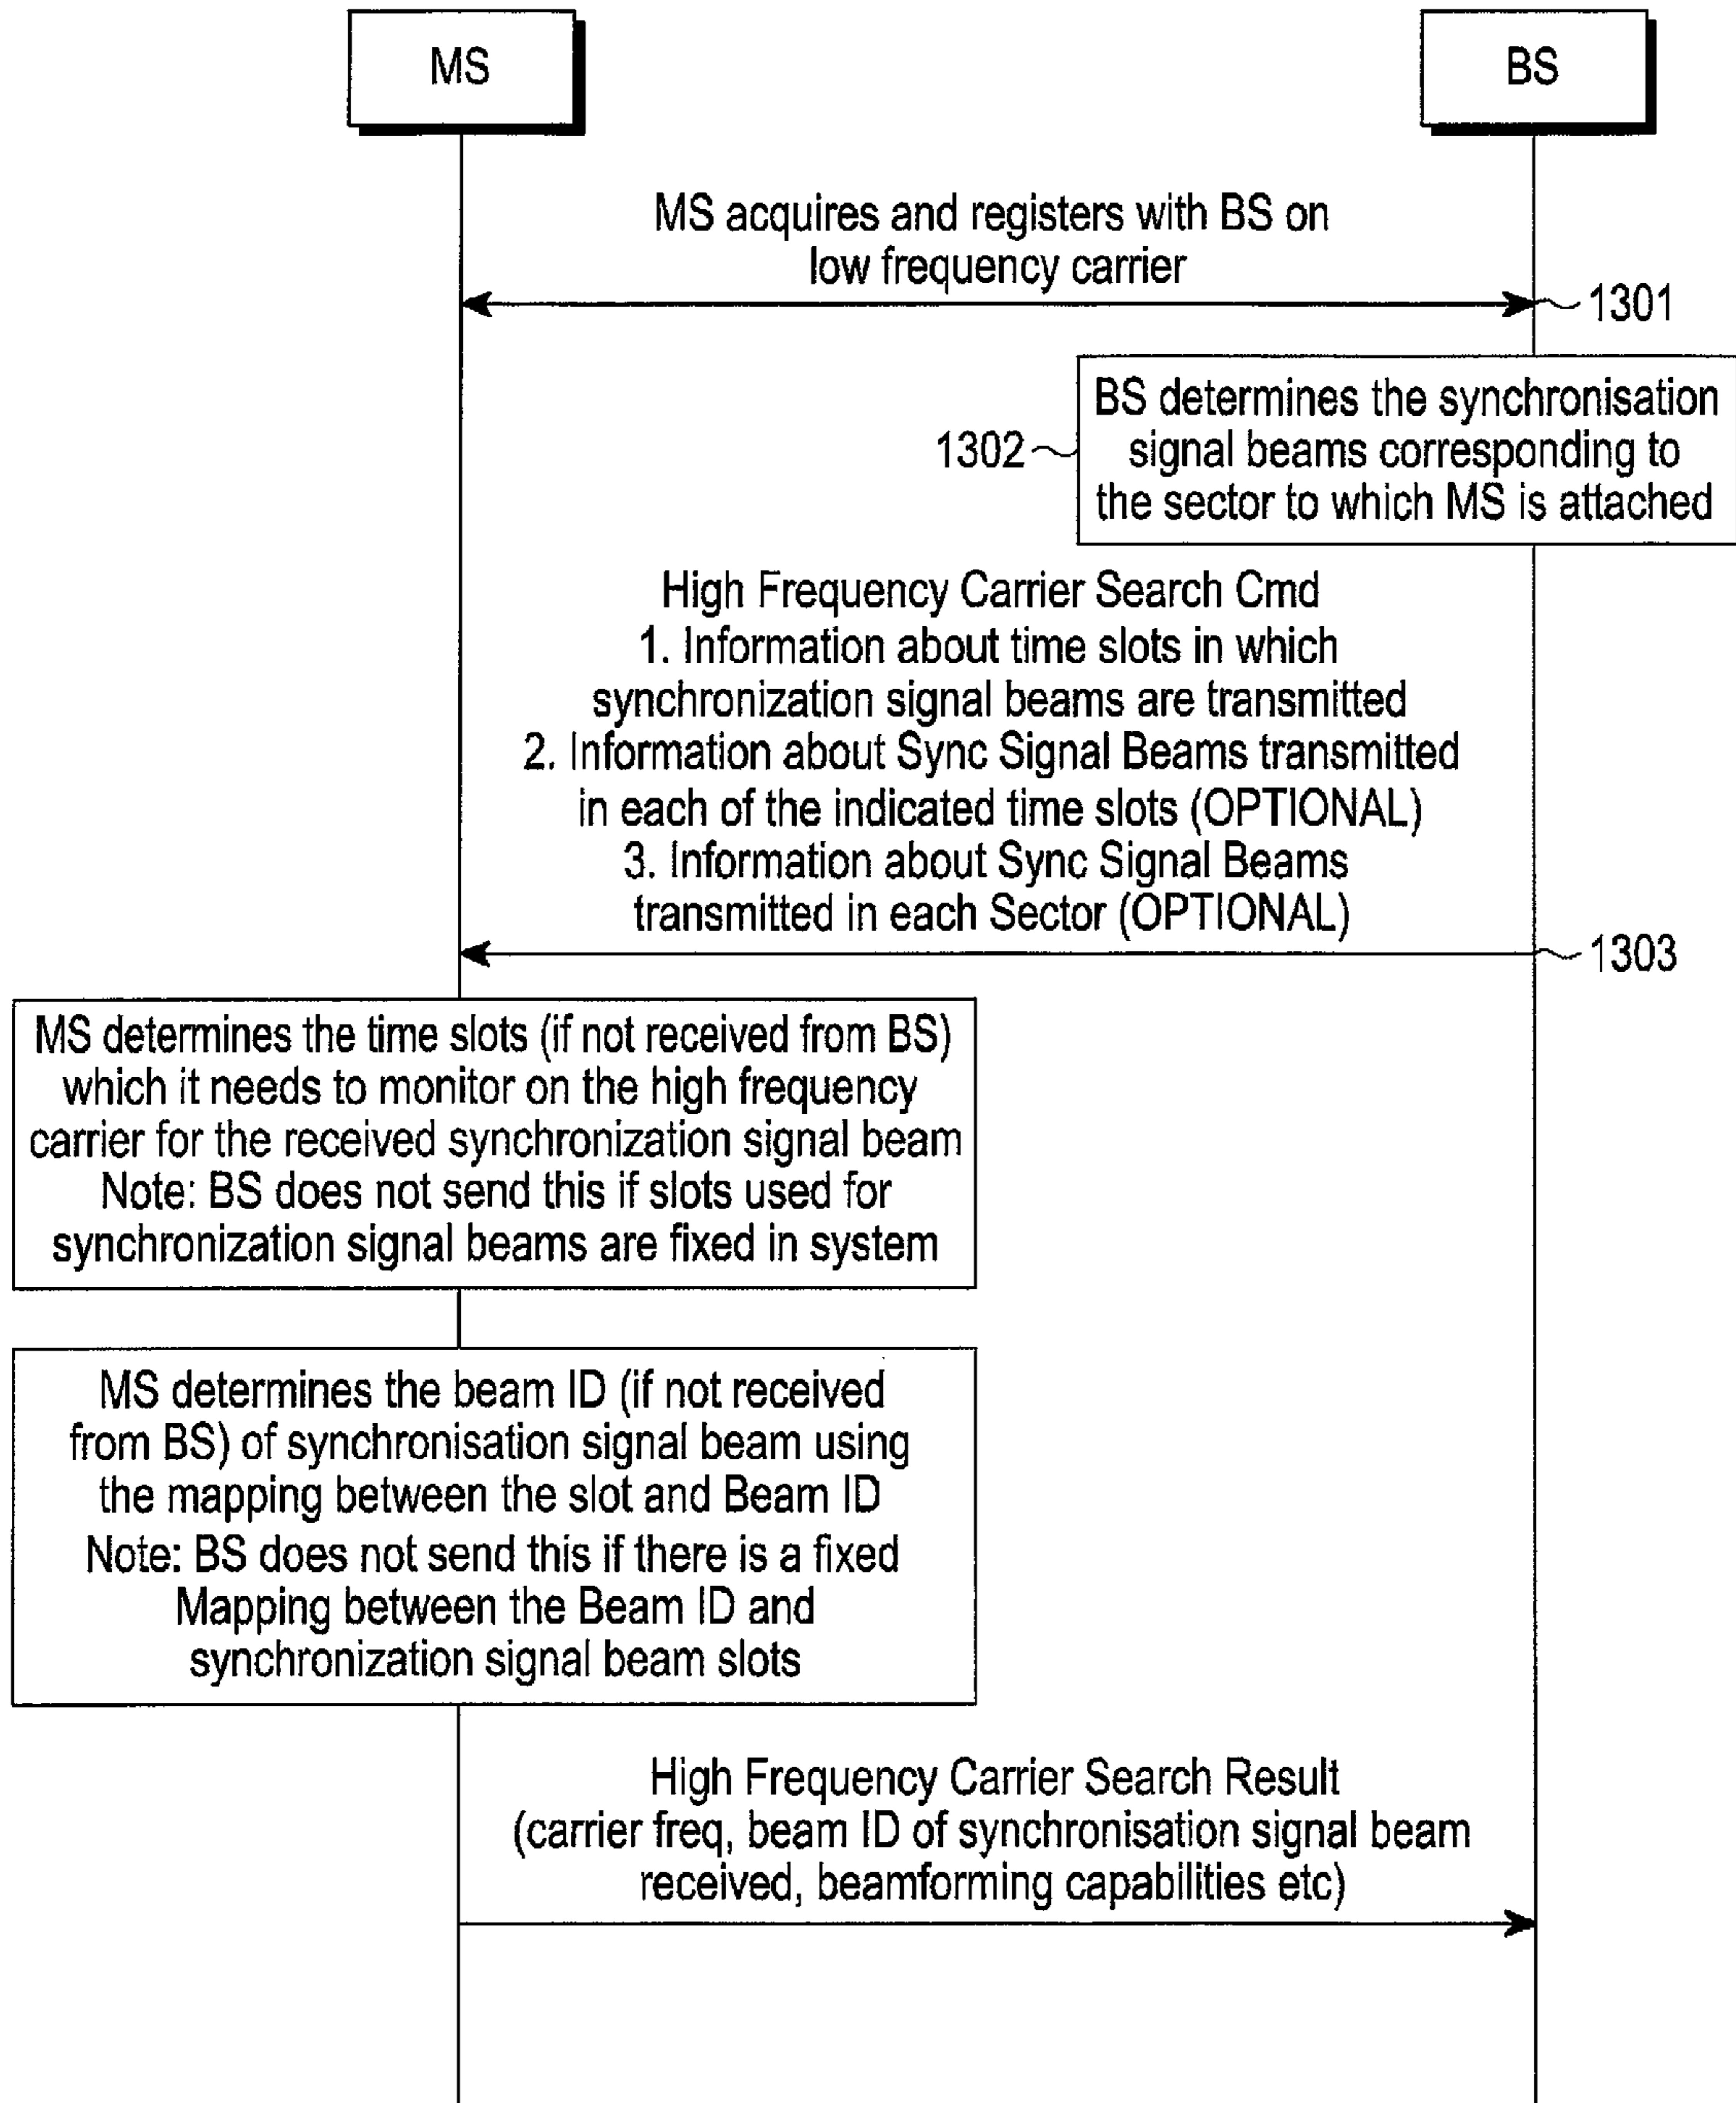 MS
BS
MS acquires and registers with BS on
low frequency carrier
1301
BS determines the synchronisation
signal beams corresponding to
the sector to which MS is attached
1302
High Frequency Carrier Search Cmd
1. Information about time slots in which
synchronization signal beams are transmitted
2. Information about Sync Signal Beams transmitted
in each of the indicated time slots (OPTIONAL)
3. Information about Sync Signal Beams
transmitted in each Sector (OPTIONAL)
1303
MS determines the time slots (if not received from BS)
which it needs to monitor on the high frequency
carrier for the received synchronization signal beam
Note: BS does not send this if slots used for
synchronization signal beams are fixed in system
MS determines the beam ID (if not received
from BS) of synchronisation signal beam using
the mapping between the slot and Beam ID
Note: BS does not send this if there is a fixed
Mapping between the Beam ID and
synchronization signal beam slots
High Frequency Carrier Search Result
(carrier freq, beam ID of synchronisation signal beam
received, beamforming capabilities etc)